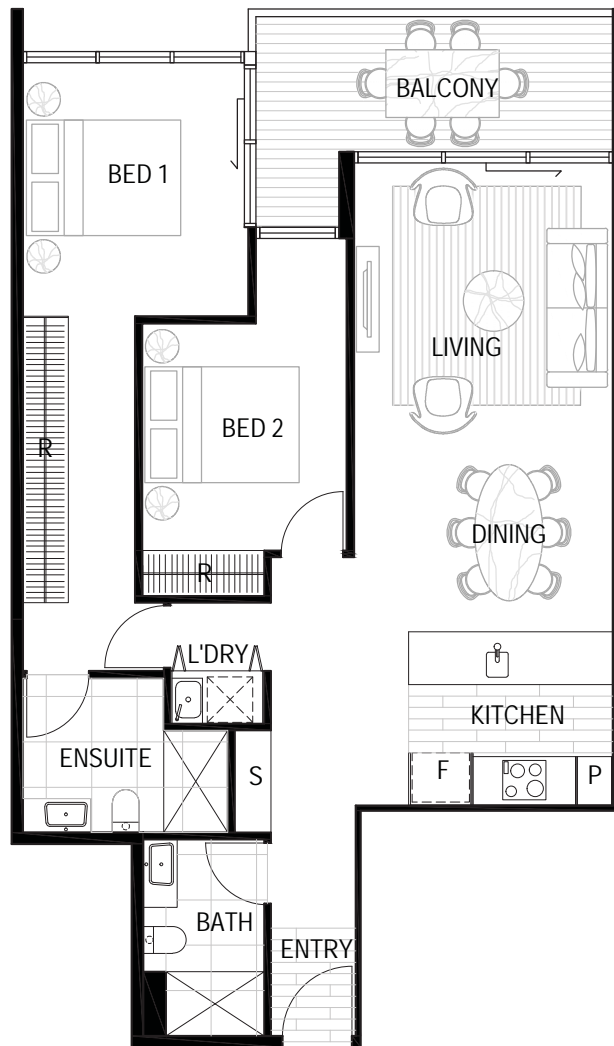 BALCONY
BED 1
LIVING
BED 2
R
DINING
R
L'DRY
KITCHEN
ENSUITE
F
S
P
BATH
ENTRY